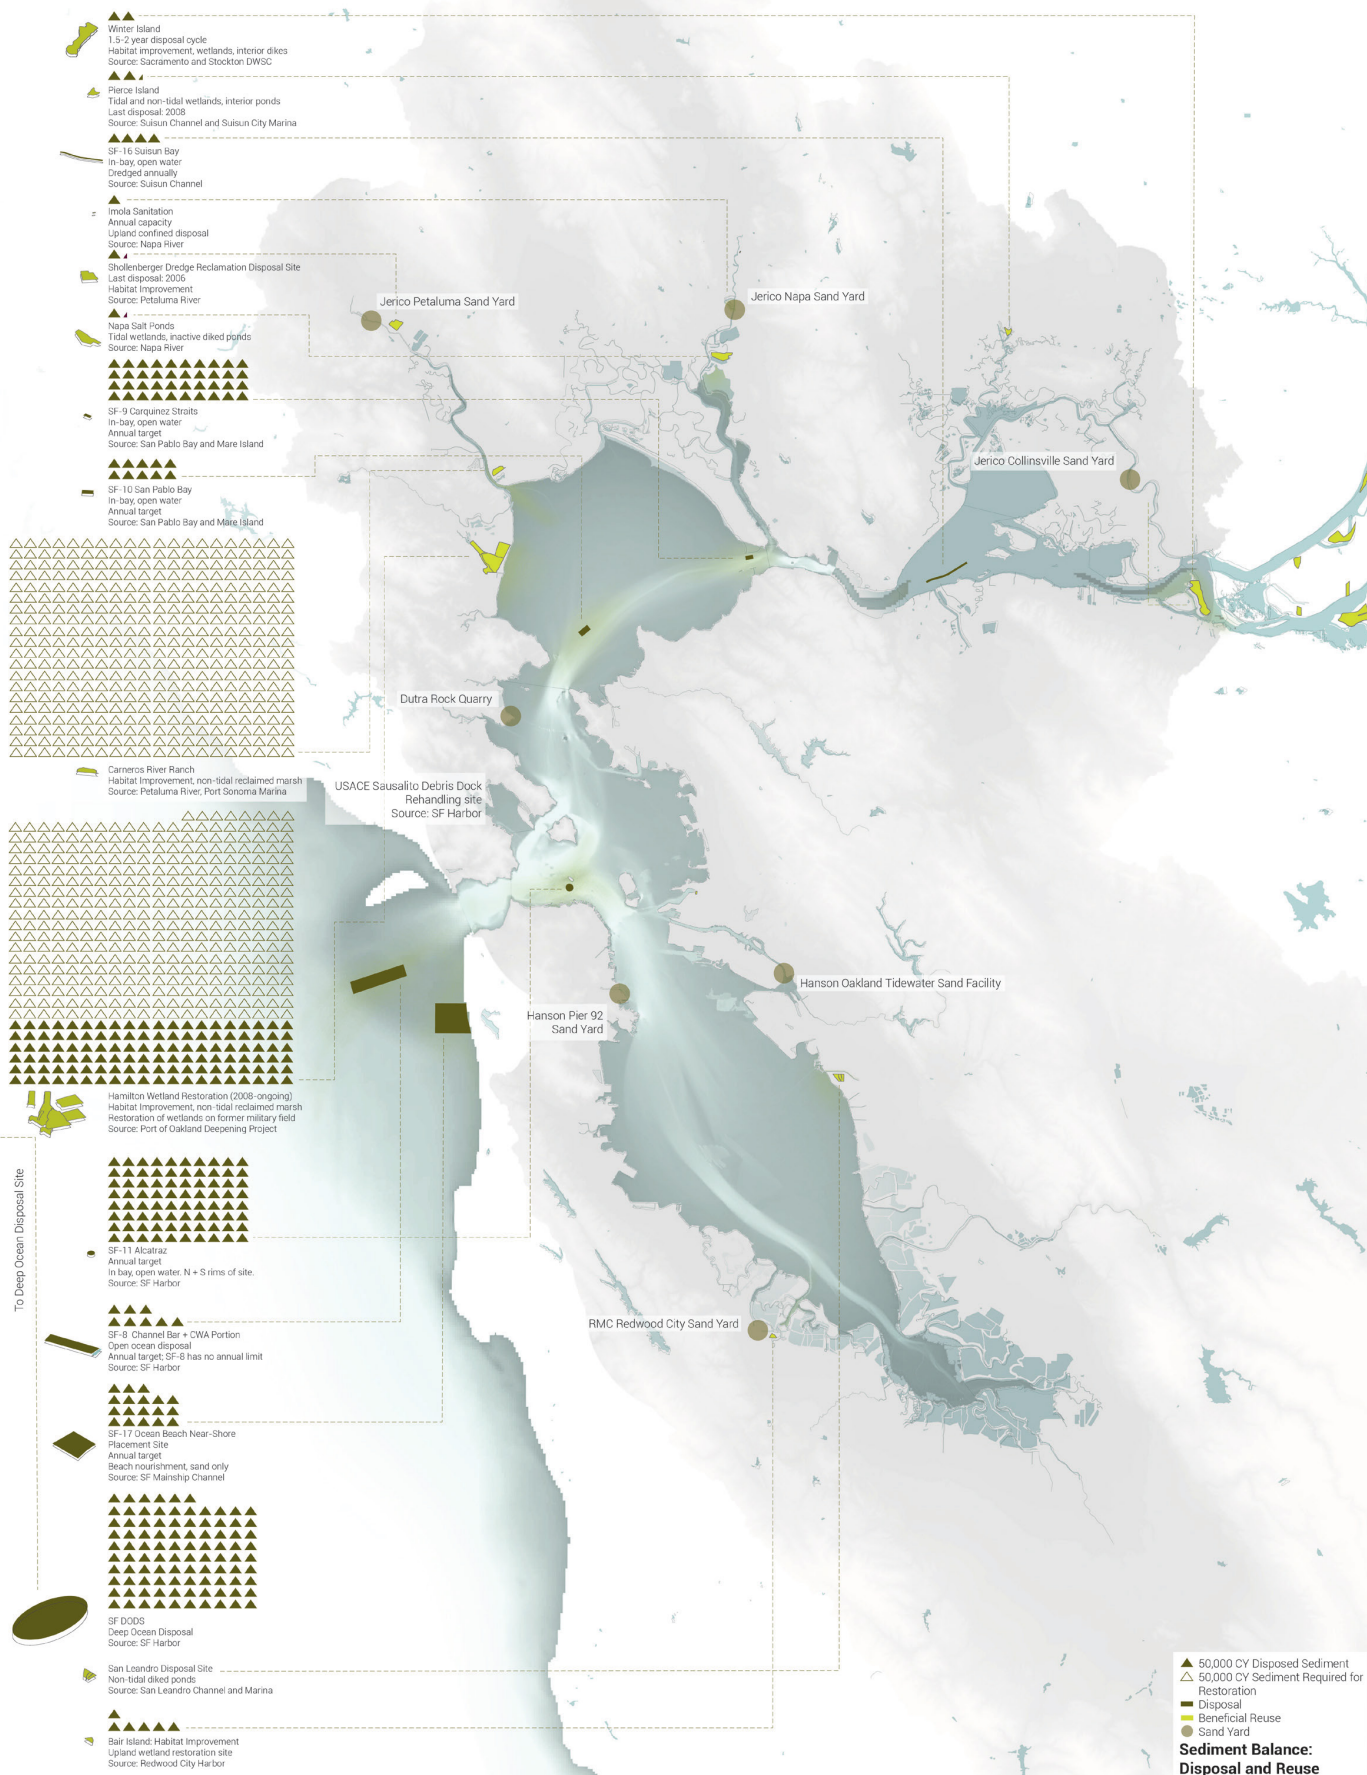 Winter Island
1.5-2 year disposal cycle
Habitat improvement, wetlands, interior dikes
Source: Sacramento and Stockton DWSC
Pierce Island
Tidal and non-tidal wetlands, interior ponds
Last disposal: 2008
Source: Suisun Channel and Suisun City Marina
SF-16 Suisun Bay
In-bay, open water
Dredged annually
Source: Suisun Channel
Imola Sanitation
Annual capacity
Upland confined disposal
Source: Napa River
Shollenberger Dredge Reclamation Disposal Site
Last disposal: 2006
Habitat Improvement
Source: Petaluma River
Napa Salt Ponds
Tidal wetlands, inactive diked ponds
Source: Napa River
SF-9 Carquinez Straits
In-bay, open water
Annual target
Source: San Pablo Bay and Mare Island
SF-10 San Pablo Bay
In-bay, open water
Annual target
Source: San Pablo Bay and Mare Island
Carneros River Ranch
Habitat Improvement, non-tidal reclaimed marsh
Source: Petaluma River, Port Sonoma Marina
Hamilton Wetland Restoration (2008-ongoing)
Habitat Improvement, non-tidal reclaimed marsh
Restoration of wetlands on former military field
Source: Port of Oakland Deepening Project
To Deep Ocean Disposal Site
SF-11 Alcatraz
Annual target
In bay, open water. N + S rims of site.
Source: SF Harbor
SF-8 Channel Bar + CWA Portion
Open ocean disposal
Annual target; SF-8 has no annual limit
Source: SF Harbor
SF-17 Ocean Beach Near-Shore
Placement Site
Annual target
Beach nourishment, sand only
Source: SF Mainship Channel
SF DODS
Deep Ocean Disposal
Source: SF Harbor
San Leandro Disposal Site
Non-tidal diked ponds
Source: San Leandro Channel and Marina
Bair Island: Habitat Improvement
Upland wetland restoration site
Source: Redwood City Harbor
Jerico Petaluma Sand Yard
Jerico Napa Sand Yard
Jerico Collinsville Sand Yard
Dutra Rock Quarry
USACE Sausalito Debris Dock
Rehandling site
Source: SF Harbor
Hanson Oakland Tidewater Sand Facility
Hanson Pier 92
Sand Yard
RMC Redwood City Sand Yard
50,000 CY Disposed Sediment
50,000 CY Sediment Required for
Restoration
Disposal
Beneficial Reuse
Sand Yard
Sediment Balance:
Disposal and Reuse